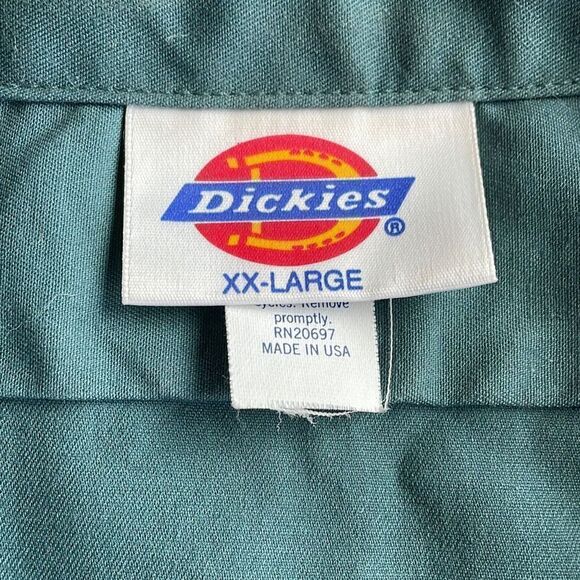 Dickies
®
XX-LARGE
cycles. Remove
promptly.
RN20697
MADE IN USA